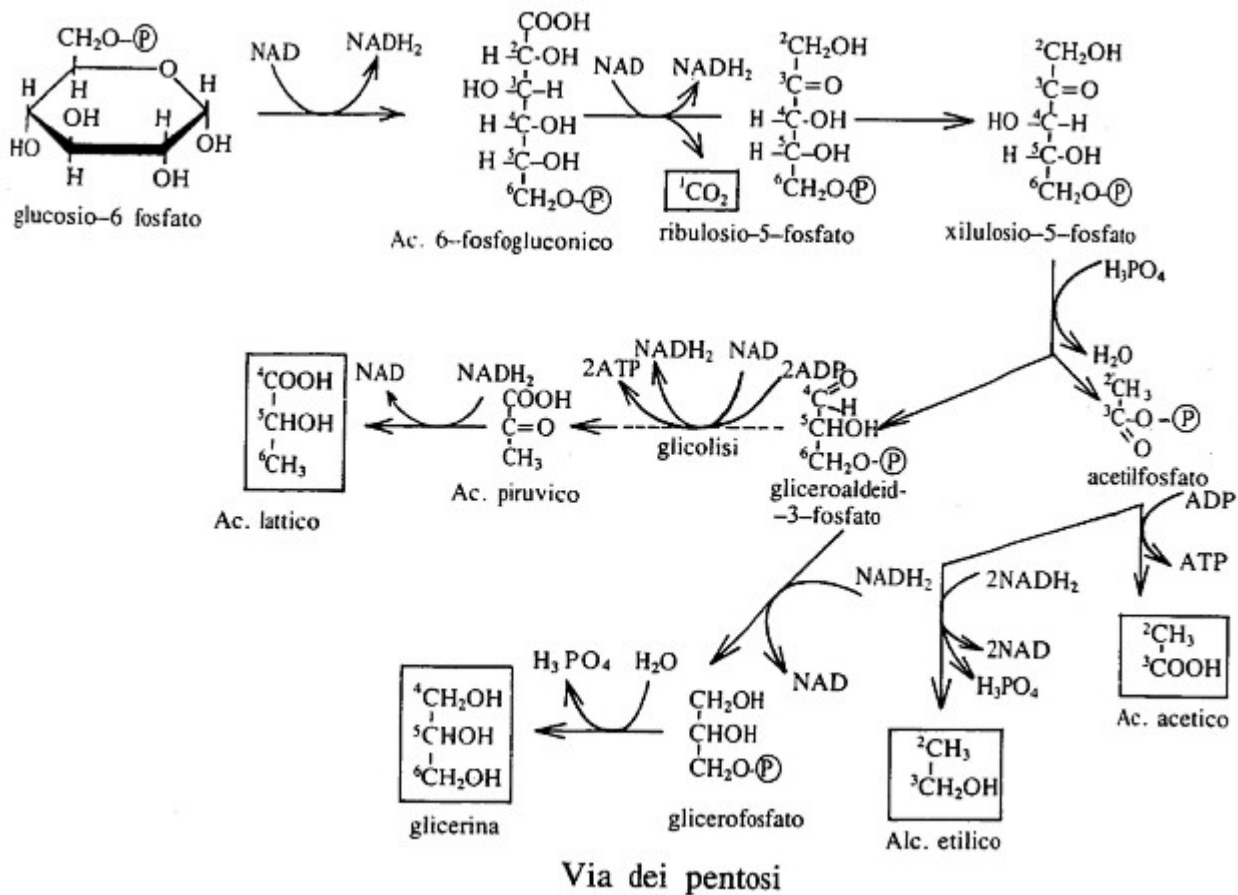 CH₂O-Ⓟ
H
O
H
H
OH
H
HO
OH
H
OH
glucosio-6 fosfato
NAD
NADH₂
COOH
H-²C-OH
HO-³C-H
H-⁴C-OH
H-⁵C-OH
⁶CH₂O-Ⓟ
Ac. 6-fosfogluconico
NAD
NADH₂
¹CO₂
²CH₂OH
³C=O
H-⁴C-OH
H-⁵C-OH
⁶CH₂O-Ⓟ
ribulosio-5-fosfato
²CH₂OH
³C=O
HO-⁴C-H
H-⁵C-OH
⁶CH₂O-Ⓟ
xilulosio-5-fosfato
H₃PO₄
H₂O
²CH₃
³C-O-Ⓟ
O
acetilfosfato
⁴C=O
H
⁵CHOH
⁶CH₂O-Ⓟ
gliceroaldeid-
-3-fosfato
2ATP
NADH₂
NAD
2ADP
glicolisi
COOH
C=O
CH₃
Ac. piruvico
NAD
NADH₂
⁴COOH
⁵CHOH
⁶CH₃
Ac. lattico
ADP
ATP
²CH₃
³COOH
Ac. acetico
2NADH₂
2NAD
H₃PO₄
²CH₃
³CH₂OH
Alc. etilico
NADH₂
NAD
CH₂OH
CHOH
CH₂O-Ⓟ
glicerofosfato
H₃PO₄
H₂O
⁴CH₂OH
⁵CHOH
⁶CH₂OH
glicerina
Via dei pentosi